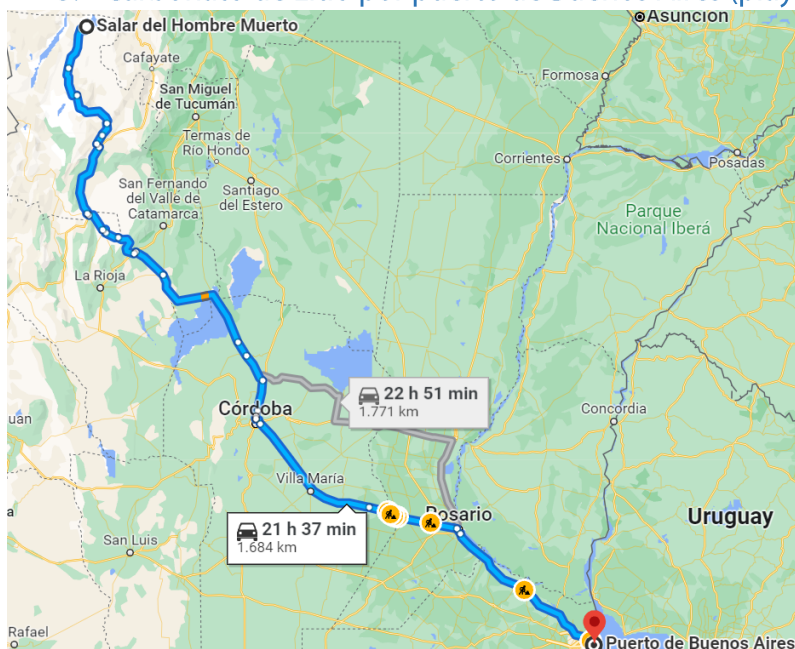 Salar del Hombre Muerto
Asunción
Cafayate
Formosa
San Miguel
de Tucumán
Termas de
Río Hondo
Corrientes
Posadas
San Fernando
del Valle de
Catamarca
Santiago
del Estero
Parque
Nacional Iberá
La Rioja
22 h 51 min
1.771 km
Córdoba
Concordia
uan
Villa María
a
Rosario
Uruguay
21 h 37 min
1.684 km
San Luis
Rafael
Puerto de Buenos Aires